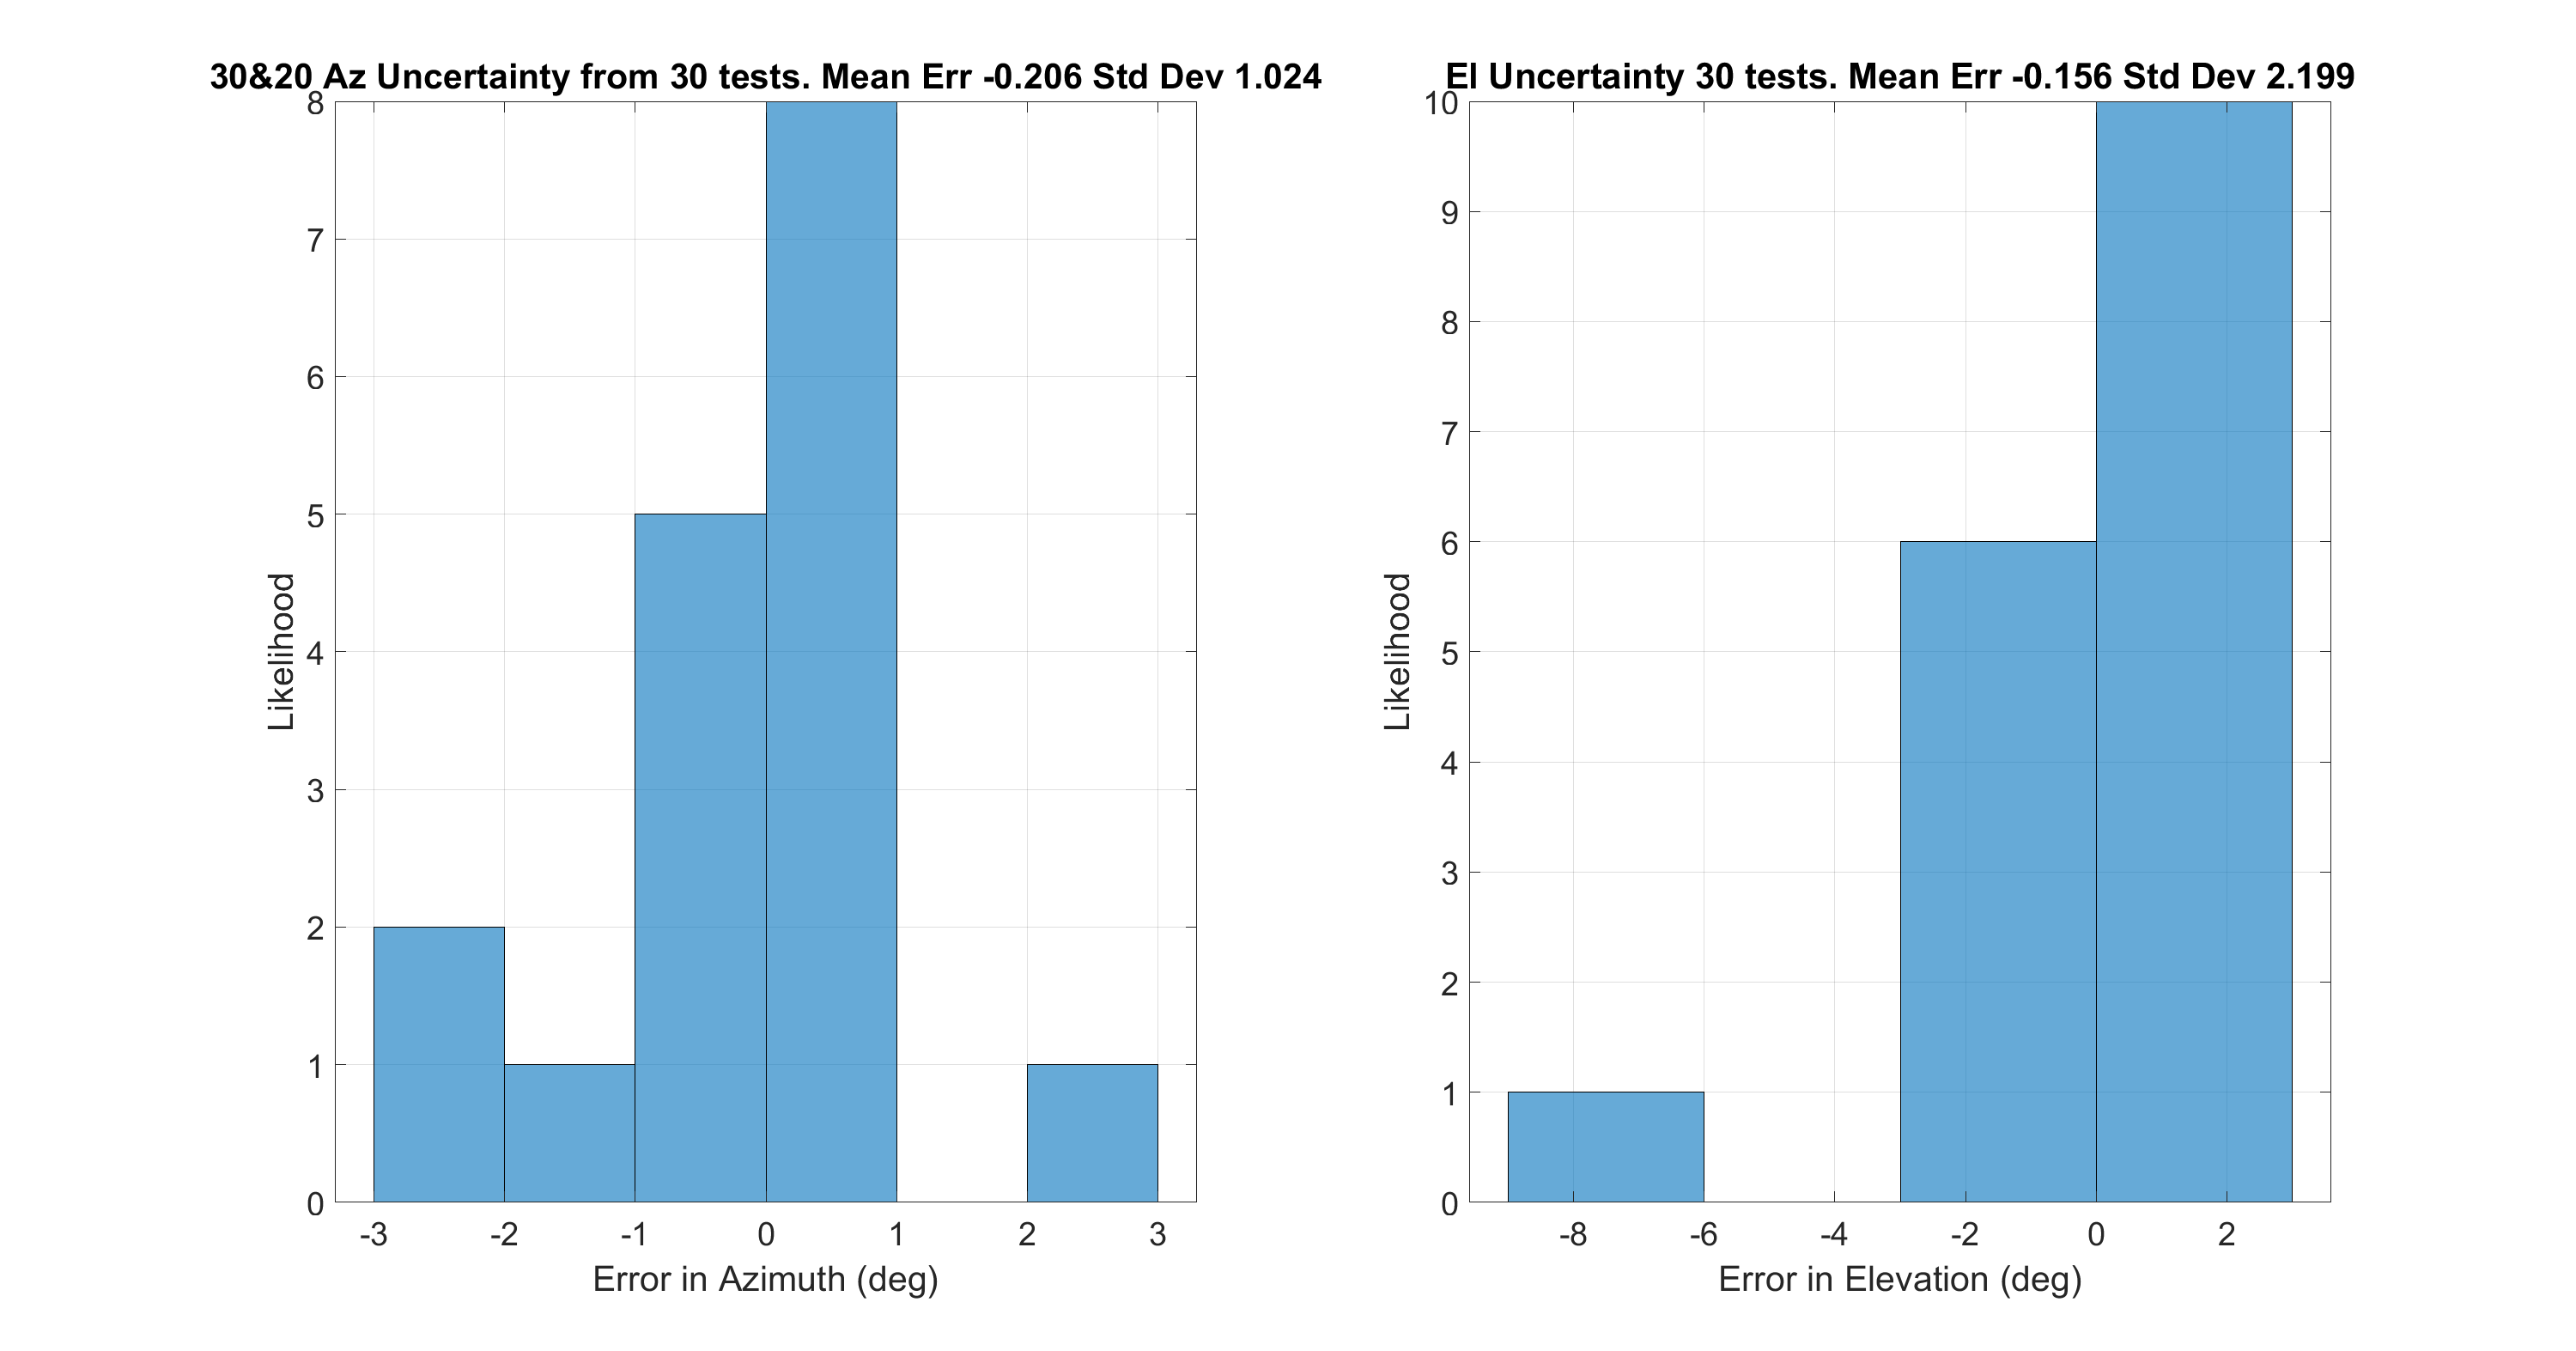 30&20 Az Uncertainty from 30 tests. Mean Err -0.206 Std Dev 1.024
8
7
6
5
4
3
2
1
0
Likelihood
-3 -2 -1 0 1 2 3
Error in Azimuth (deg)
El Uncertainty 30 tests. Mean Err -0.156 Std Dev 2.199
10
9
8
7
6
5
4
3
2
1
0
Likelihood
-8 -6 -4 -2 0 2
Error in Elevation (deg)